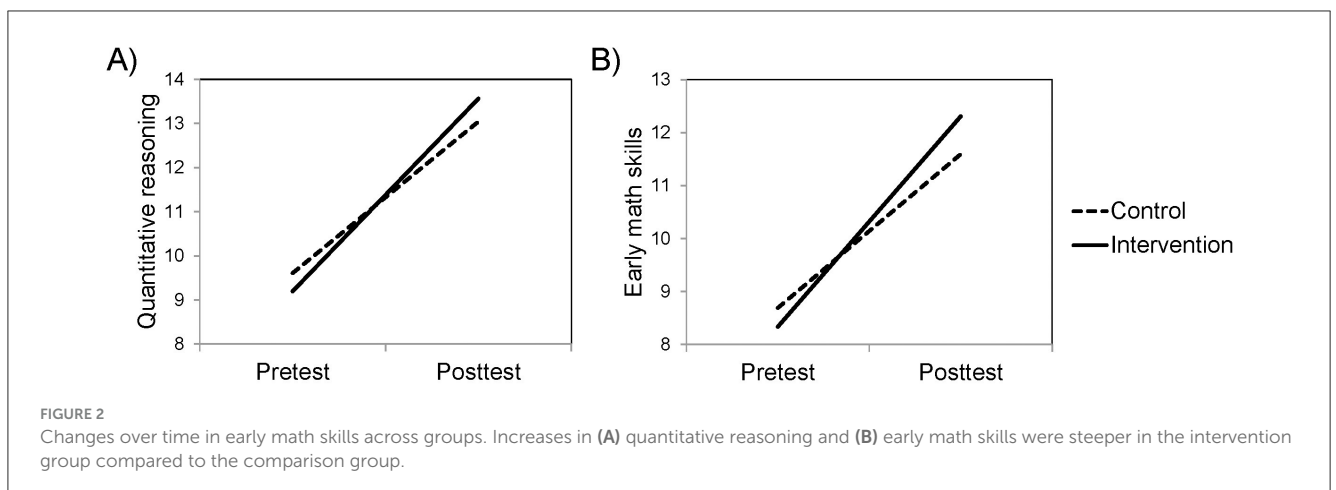 A)
14
13
12
11
10
9
8
Quantitative reasoning
Pretest
Posttest
B)
13
12
11
10
9
8
Early math skills
Pretest
Posttest
Control
Intervention
FIGURE 2
Changes over time in early math skills across groups. Increases in (A) quantitative reasoning and (B) early math skills were steeper in the intervention
group compared to the comparison group.